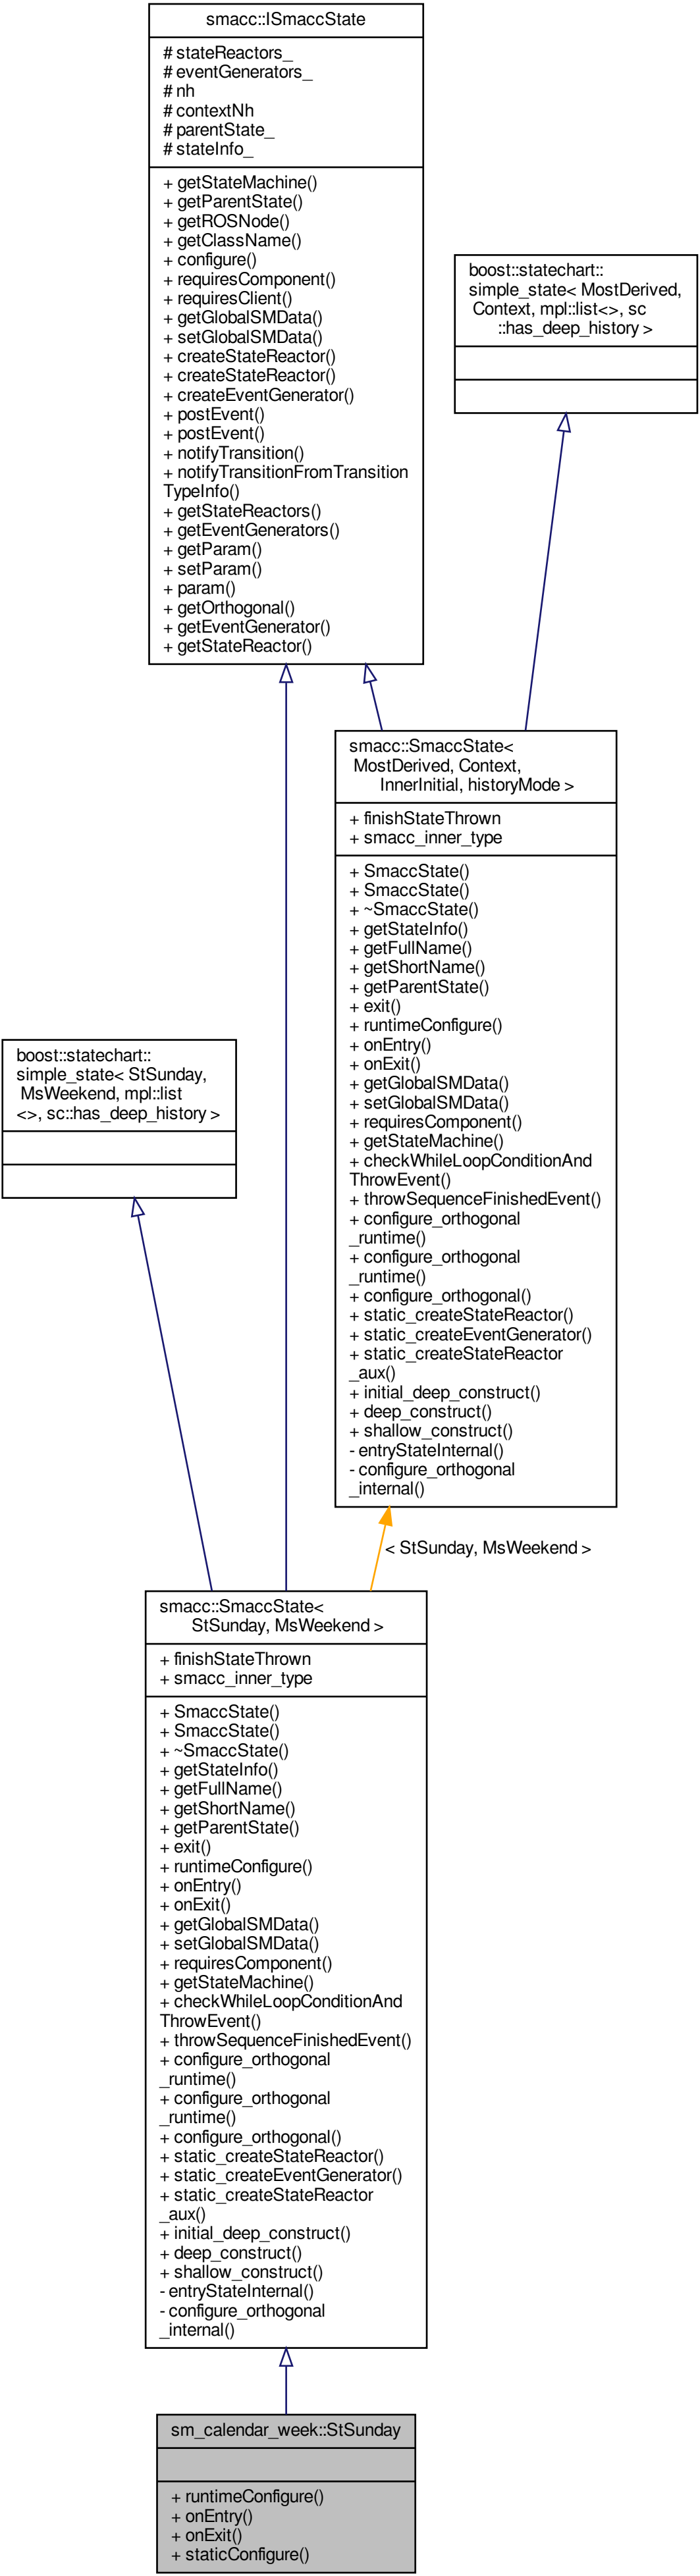 smacc::ISmaccState
# stateReactors_
# eventGenerators_
# nh
# contextNh
# parentState_
# stateInfo_
+ getStateMachine()
+ getParentState()
+ getROSNode()
+ getClassName()
+ configure()
+ requiresComponent()
+ requiresClient()
+ getGlobalSMData()
+ setGlobalSMData()
+ createStateReactor()
+ createStateReactor()
+ createEventGenerator()
+ postEvent()
+ postEvent()
+ notifyTransition()
+ notifyTransitionFromTransition
TypeInfo()
+ getStateReactors()
+ getEventGenerators()
+ getParam()
+ setParam()
+ param()
+ getOrthogonal()
+ getEventGenerator()
+ getStateReactor()
boost::statechart::
simple_state< MostDerived,
Context, mpl::list<>, sc
::has_deep_history >
smacc::SmaccState<
MostDerived, Context,
InnerInitial, historyMode >
+ finishStateThrown
+ smacc_inner_type
+ SmaccState()
+ SmaccState()
+ ~SmaccState()
+ getStateInfo()
+ getFullName()
+ getShortName()
+ getParentState()
+ exit()
+ runtimeConfigure()
+ onEntry()
+ onExit()
+ getGlobalSMData()
+ setGlobalSMData()
+ requiresComponent()
+ getStateMachine()
+ checkWhileLoopConditionAnd
ThrowEvent()
+ throwSequenceFinishedEvent()
+ configure_orthogonal
_runtime()
+ configure_orthogonal
_runtime()
+ configure_orthogonal()
+ static_createStateReactor()
+ static_createEventGenerator()
+ static_createStateReactor
_aux()
+ initial_deep_construct()
+ deep_construct()
+ shallow_construct()
- entryStateInternal()
- configure_orthogonal
_internal()
boost::statechart::
simple_state< StSunday,
MsWeekend, mpl::list
<>, sc::has_deep_history >
< StSunday, MsWeekend >
smacc::SmaccState<
StSunday, MsWeekend >
+ finishStateThrown
+ smacc_inner_type
+ SmaccState()
+ SmaccState()
+ ~SmaccState()
+ getStateInfo()
+ getFullName()
+ getShortName()
+ getParentState()
+ exit()
+ runtimeConfigure()
+ onEntry()
+ onExit()
+ getGlobalSMData()
+ setGlobalSMData()
+ requiresComponent()
+ getStateMachine()
+ checkWhileLoopConditionAnd
ThrowEvent()
+ throwSequenceFinishedEvent()
+ configure_orthogonal
_runtime()
+ configure_orthogonal
_runtime()
+ configure_orthogonal()
+ static_createStateReactor()
+ static_createEventGenerator()
+ static_createStateReactor
_aux()
+ initial_deep_construct()
+ deep_construct()
+ shallow_construct()
- entryStateInternal()
- configure_orthogonal
_internal()
sm_calendar_week::StSunday
+ runtimeConfigure()
+ onEntry()
+ onExit()
+ staticConfigure()